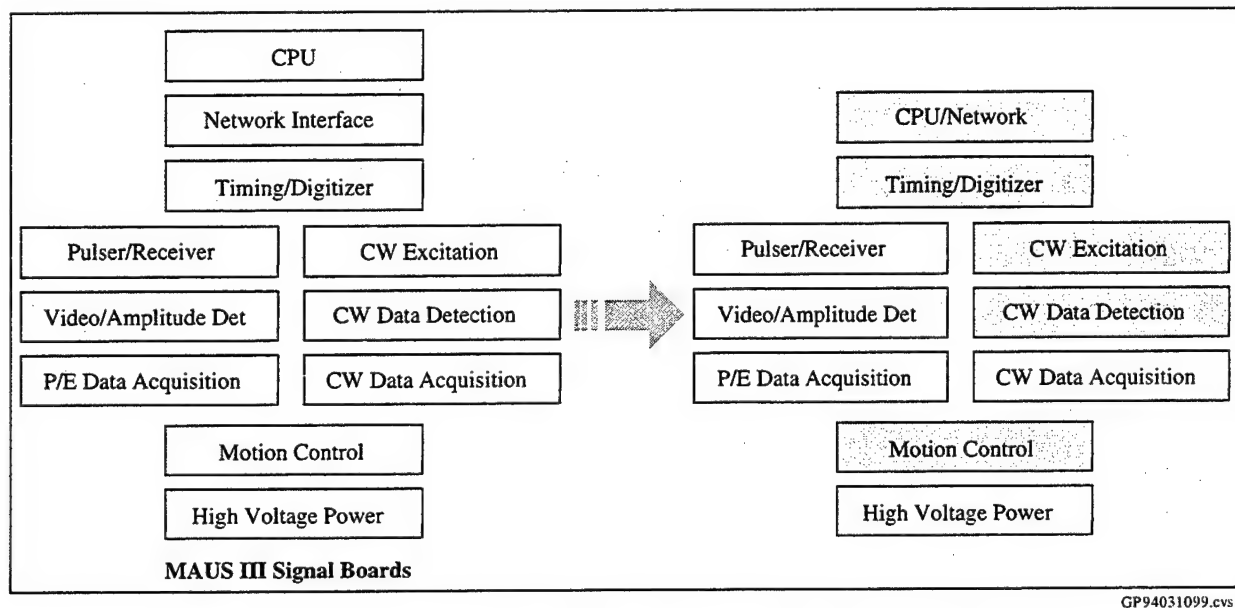 CPU
Network Interface
Timing/Digitizer
Pulser/Receiver
CW Excitation
Video/Amplitude Det
CW Data Detection
P/E Data Acquisition
CW Data Acquisition
Motion Control
High Voltage Power
MAUS III Signal Boards
CPU/Network
Timing/Digitizer
Pulser/Receiver
CW Excitation
Video/Amplitude Det
CW Data Detection
P/E Data Acquisition
CW Data Acquisition
Motion Control
High Voltage Power
GP94031099.cvs